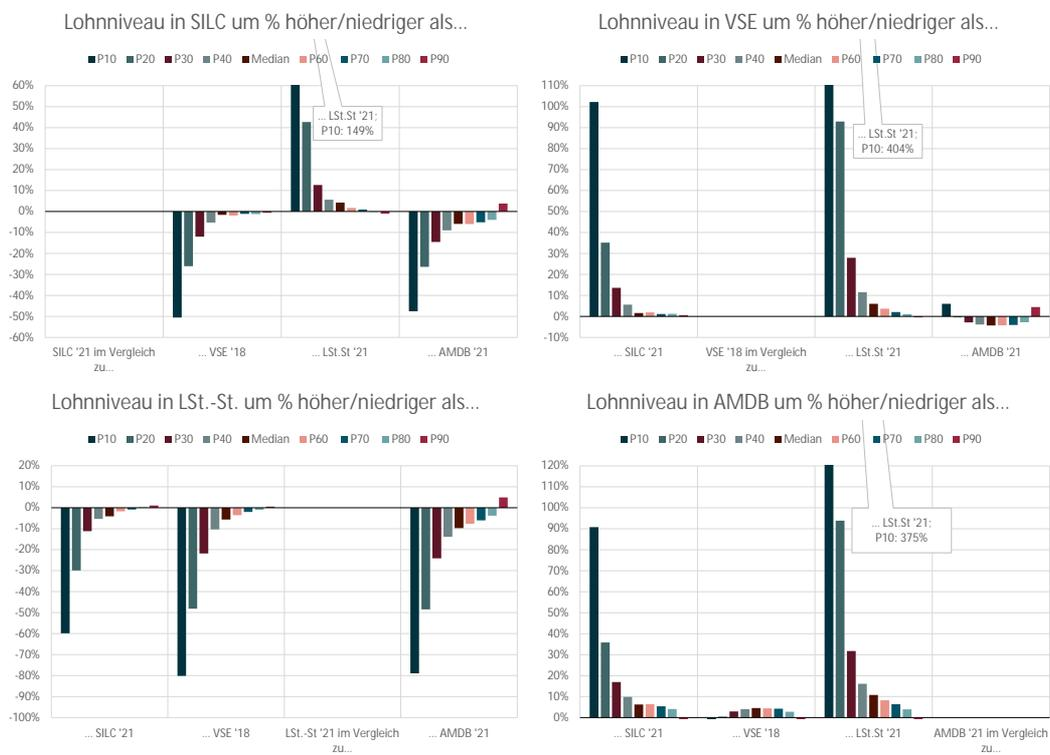 Lohnniveau in SILC um % höher/niedriger als...
P10 P20 P30 P40 Median P60 P70 P80 P90
60%
50%
40%
30%
20%
10%
0%
-10%
-20%
-30%
-40%
-50%
-60%
... LSt.St '21;
P10: 149%
SILC '21 im Vergleich
zu...
... VSE '18
... LSt.St '21
... AMDB '21
Lohnniveau in VSE um % höher/niedriger als...
P10 P20 P30 P40 Median P60 P70 P80 P90
110%
100%
90%
80%
70%
60%
50%
40%
30%
20%
10%
0%
-10%
... LSt.St '21;
P10: 404%
... SILC '21
VSE '18 im Vergleich
zu...
... LSt.St '21
... AMDB '21
Lohnniveau in LSt.-St. um % höher/niedriger als...
P10 P20 P30 P40 Median P60 P70 P80 P90
20%
10%
0%
-10%
-20%
-30%
-40%
-50%
-60%
-70%
-80%
-90%
-100%
... SILC '21
... VSE '18
LSt.-St '21 im Vergleich
zu...
... AMDB '21
Lohnniveau in AMDB um % höher/niedriger als...
P10 P20 P30 P40 Median P60 P70 P80 P90
120%
100%
90%
80%
70%
60%
50%
40%
30%
20%
10%
0%
... LSt.St '21;
P10: 375%
... SILC '21
... VSE '18
... LSt.St '21
AMDB '21 im Vergleich
zu...